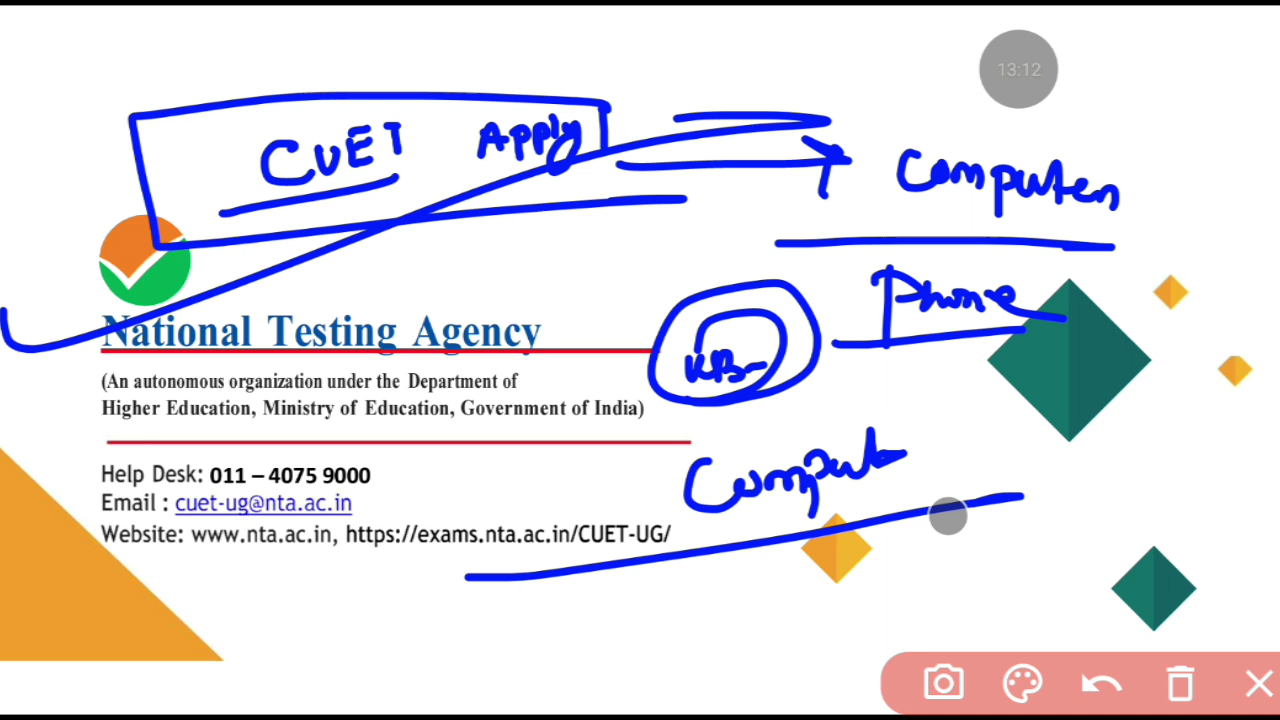 13:12
CUET Apply
Computer
Phone
KB
National Testing Agency
(An autonomous organization under the Department of
Higher Education, Ministry of Education, Government of India)
Comput
Help Desk: 011 – 4075 9000
Email : cuet-ug@nta.ac.in
Website: www.nta.ac.in, https://exams.nta.ac.in/CUET-UG/